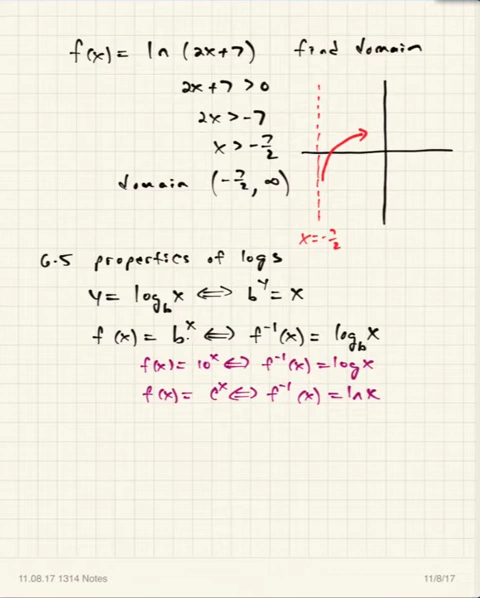 f(x) = ln (2x+7) find domain
2x+7 >0
2x > -7
x > -7/2
domain (-7/2, ∞)
x = -7/2
6.5 properties of logs
y = log_b x ⟺ b^y = x
f(x) = b^x ⟺ f^-1(x) = log_b x
f(x) = 10^x ⟺ f^-1(x) = log x
f(x) = e^x ⟺ f^-1(x) = ln x
11.08.17 1314 Notes 11/8/17